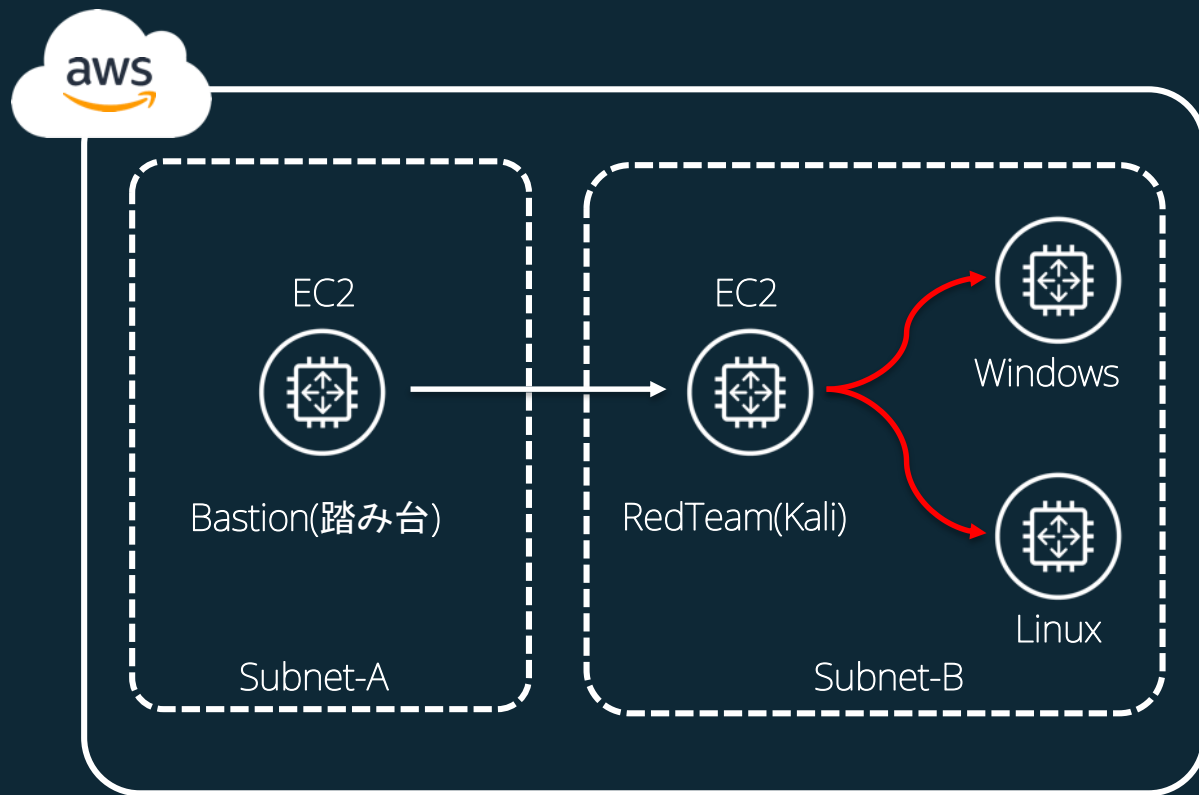 aws
EC2
Bastion(踏み台)
Subnet-A
EC2
RedTeam(Kali)
Windows
Linux
Subnet-B